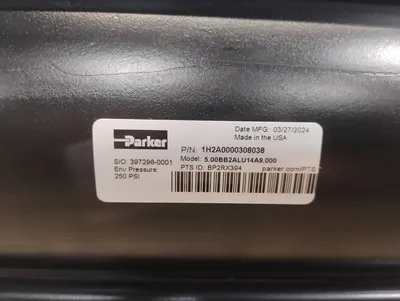 Date MFG: 03/27/2024
Made in the USA
Parker
P/N: 1H2A0000308038
S/O: 397296-0001
Model: 5.00BB2ALU14A9.000
Env Pressure:
250 PSI
PTS ID: BP2RX394
parker.com/PTS